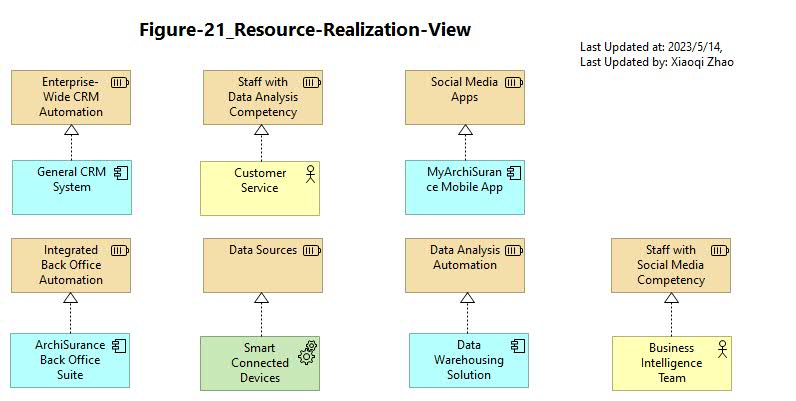 Figure-21_Resource-Realization-View
Last Updated at: 2023/5/14,
Last Updated by: Xiaoqi Zhao
Enterprise-
Wide CRM
Automation
Staff with
Data Analysis
Competency
Social Media
Apps
General CRM
System
Customer
Service
MyArchiSuran
ce Mobile App
Integrated
Back Office
Automation
Data Sources
Data Analysis
Automation
Staff with
Social Media
Competency
ArchiSurance
Back Office
Suite
Smart
Connected
Devices
Data
Warehousing
Solution
Business
Intelligence
Team